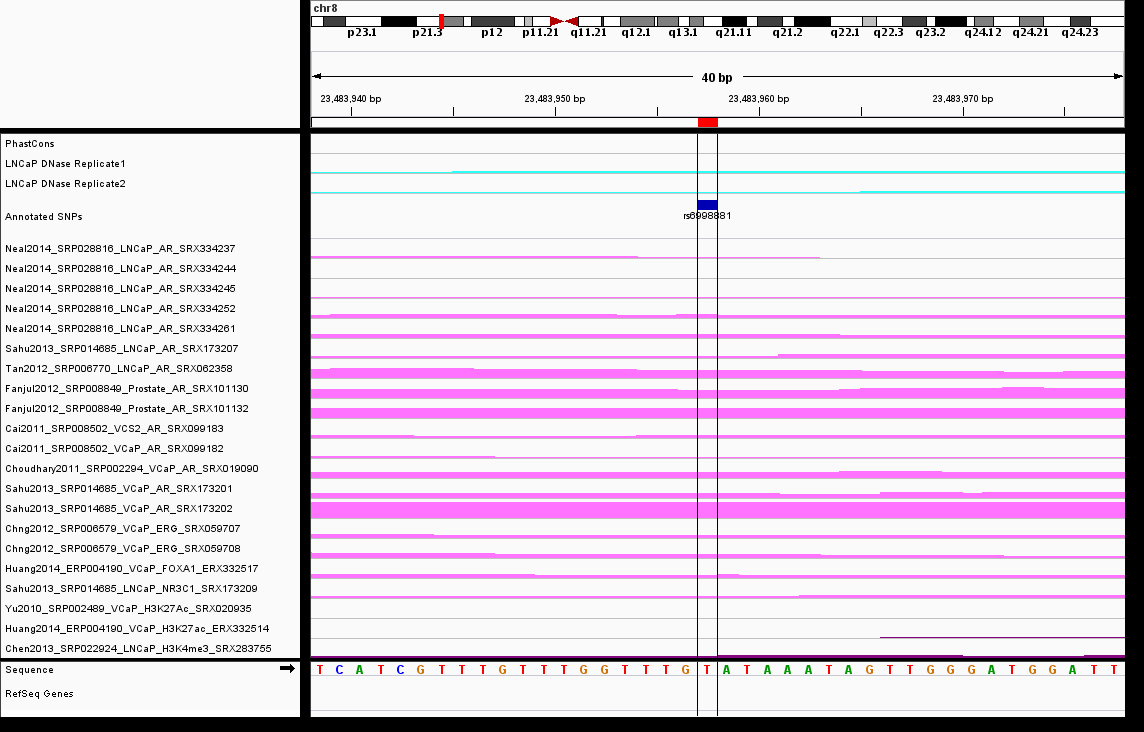 chr8
p23.1 p21.3 p12 p11.21 q11.21 q12.1 q13.1 q21.11 q21.2 q22.1 q22.3 q23.2 q24.12 q24.21 q24.23
40 bp
23,483,940 bp 23,483,950 bp 23,483,960 bp 23,483,970 bp
PhastCons
LNCaP DNase Replicate1
LNCaP DNase Replicate2
Annotated SNPs
rs6998881
Neal2014_SRP028816_LNCaP_AR_SRX334237
Neal2014_SRP028816_LNCaP_AR_SRX334244
Neal2014_SRP028816_LNCaP_AR_SRX334245
Neal2014_SRP028816_LNCaP_AR_SRX334252
Neal2014_SRP028816_LNCaP_AR_SRX334261
Sahu2013_SRP014685_LNCaP_AR_SRX173207
Tan2012_SRP006770_LNCaP_AR_SRX062358
Fanjul2012_SRP008849_Prostate_AR_SRX101130
Fanjul2012_SRP008849_Prostate_AR_SRX101132
Cai2011_SRP008502_VCS2_AR_SRX099183
Cai2011_SRP008502_VCaP_AR_SRX099182
Choudhary2011_SRP002294_VCaP_AR_SRX019090
Sahu2013_SRP014685_VCaP_AR_SRX173201
Sahu2013_SRP014685_VCaP_AR_SRX173202
Chng2012_SRP006579_VCaP_ERG_SRX059707
Chng2012_SRP006579_VCaP_ERG_SRX059708
Huang2014_ERP004190_VCaP_FOXA1_ERX332517
Sahu2013_SRP014685_LNCaP_NR3C1_SRX173209
Yu2010_SRP002489_VCaP_H3K27Ac_SRX020935
Huang2014_ERP004190_VCaP_H3K27ac_ERX332514
Chen2013_SRP022924_LNCaP_H3K4me3_SRX283755
Sequence T C A T C G T T T G T T T G G T T T G T A T A A A T A G T T G G G A T G G A T T
RefSeq Genes